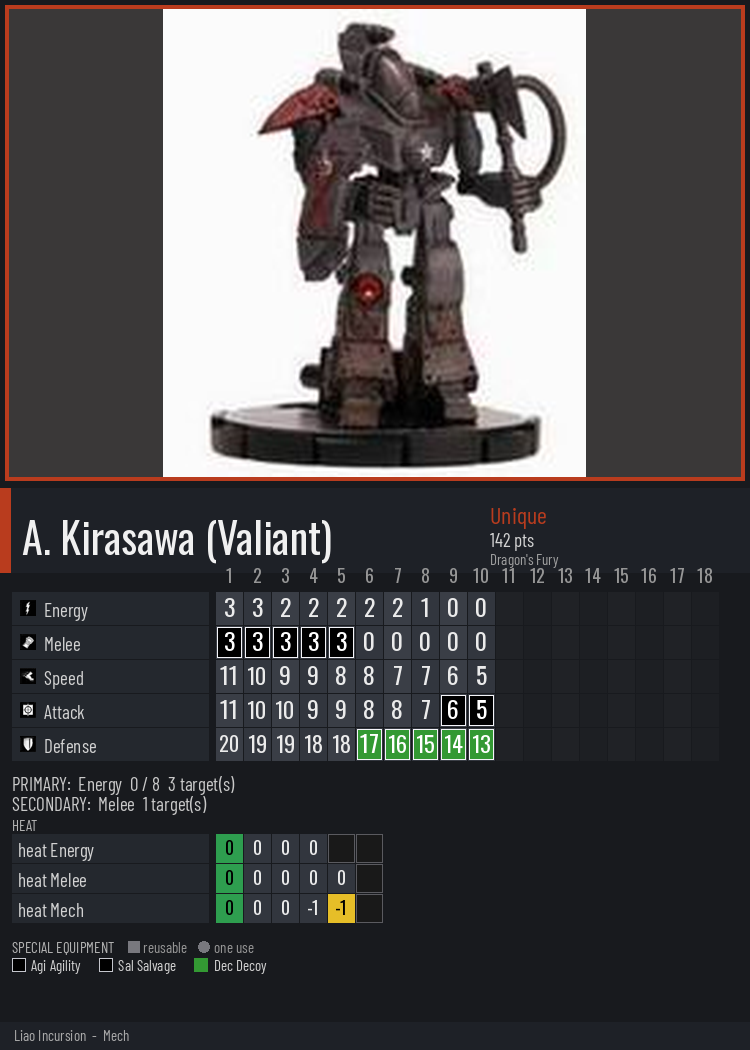 A. Kirasawa (Valiant)
Unique
142 pts
Dragon's Fury
1 2 3 4 5 6 7 8 9 10 11 12 13 14 15 16 17 18
Energy 3 3 2 2 2 2 2 1 0 0
Melee 3 3 3 3 3 0 0 0 0 0
Speed 11 10 9 9 8 8 7 7 6 5
Attack 11 10 10 9 9 8 8 7 6 5
Defense 20 19 19 18 18 17 16 15 14 13
PRIMARY: Energy 0 / 8 3 target(s)
SECONDARY: Melee 1 target(s)
HEAT
heat Energy 0 0 0 0
heat Melee 0 0 0 0 0
heat Mech 0 0 0 -1 -1
SPECIAL EQUIPMENT reusable one use
Agi Agility Sal Salvage Dec Decoy
Liao Incursion - Mech